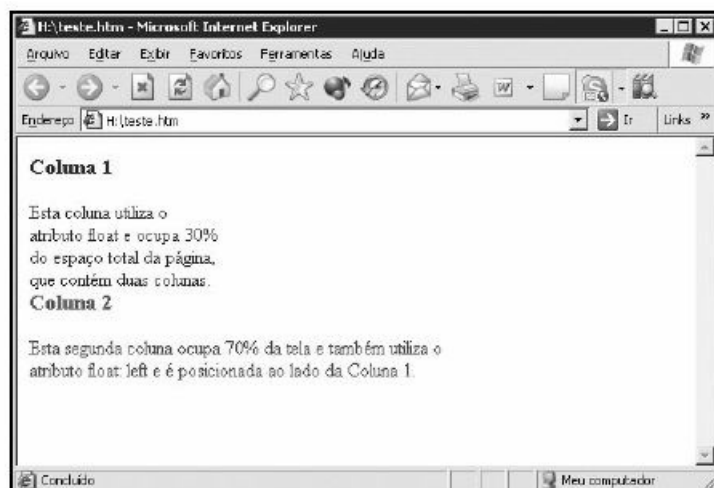 H:\teste.htm - Microsoft Internet Explorer
Arquivo Editar Exibir Favoritos Ferramentas Ajuda
Endereço H:\teste.htm Ir Links »
Coluna 1
Esta coluna utiliza o
atributo float e ocupa 30%
do espaço total da página,
que contém duas colunas.
Coluna 2
Esta segunda coluna ocupa 70% da tela e também utiliza o
atributo float: left e é posicionada ao lado da Coluna 1.
Concluído Meu computador